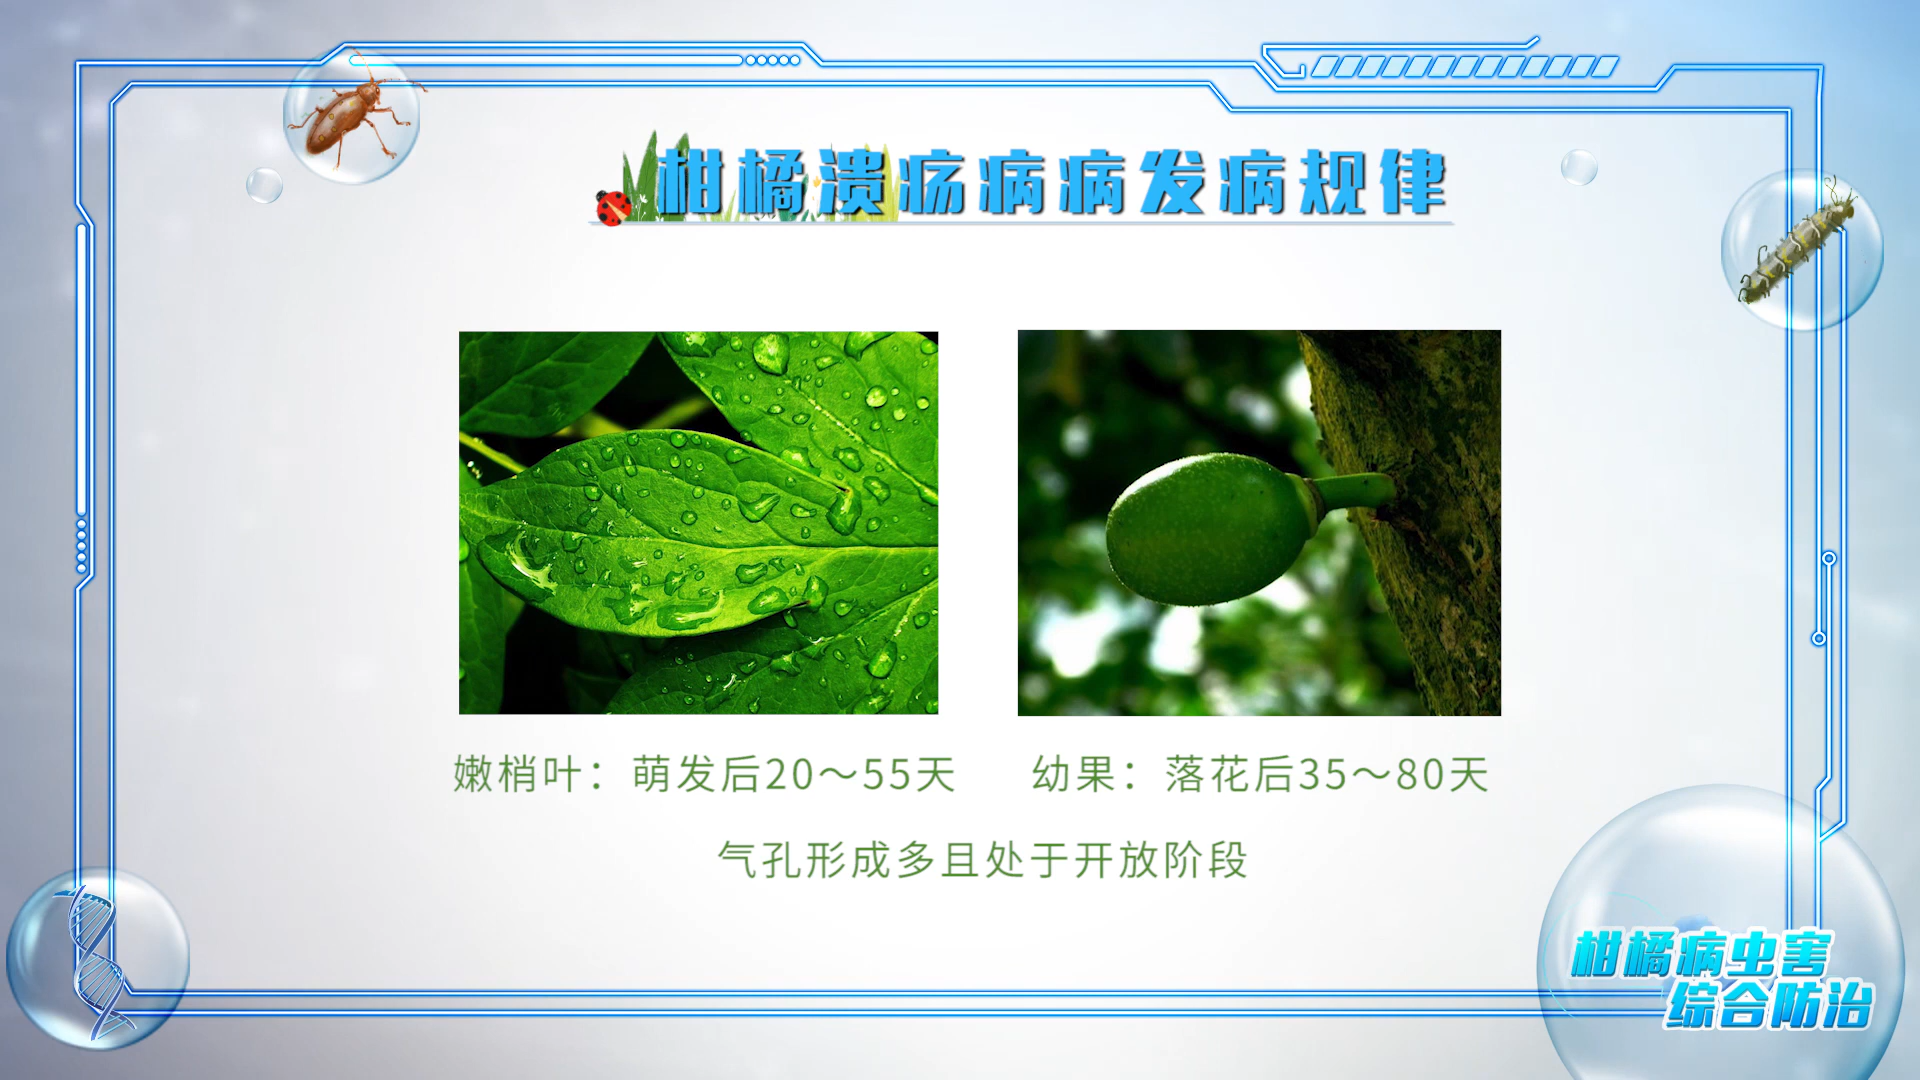 柑橘溃疡病病发病规律
嫩梢叶：萌发后20～55天
幼果：落花后35～80天
气孔形成多且处于开放阶段
柑橘病虫害
综合防治